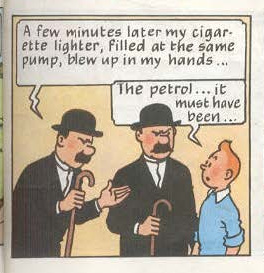 A few minutes later my cigar-
ette lighter, filled at the same
pump, blew up in my hands...
The petrol...it
must have
been...